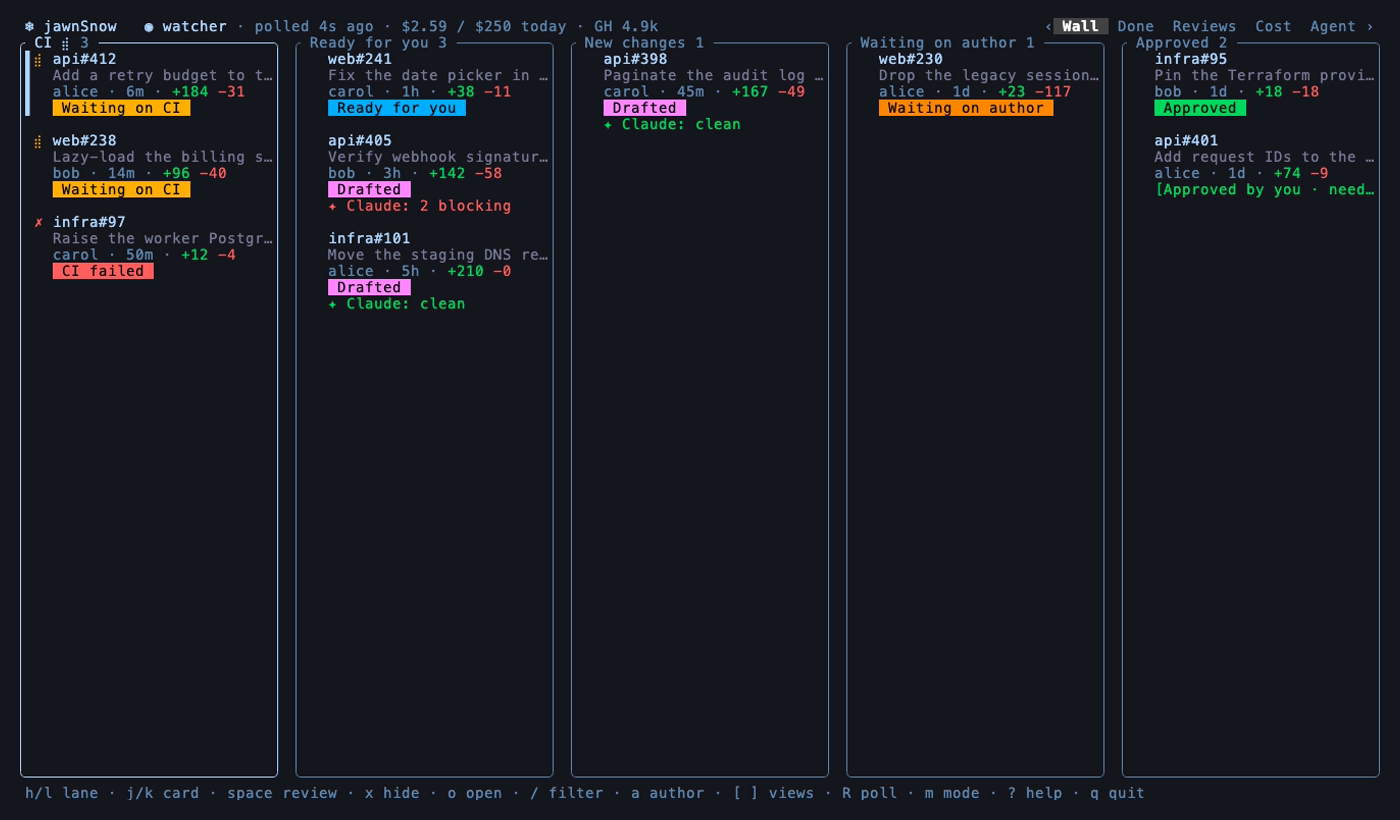 ❄ jawnSnow ◉ watcher · polled 4s ago · $2.59 / $250 today · GH 4.9k ‹ Wall Done Reviews Cost Agent ›
CI ⣾ 3
⣾ api#412
Add a retry budget to t…
alice · 6m · +184 −31
Waiting on CI
⣾ web#238
Lazy-load the billing s…
bob · 14m · +96 −40
Waiting on CI
✗ infra#97
Raise the worker Postgr…
carol · 50m · +12 −4
CI failed
Ready for you 3
web#241
Fix the date picker in …
carol · 1h · +38 −11
Ready for you
api#405
Verify webhook signatur…
bob · 3h · +142 −58
Drafted
✦ Claude: 2 blocking
infra#101
Move the staging DNS re…
alice · 5h · +210 −0
Drafted
✦ Claude: clean
New changes 1
api#398
Paginate the audit log …
carol · 45m · +167 −49
Drafted
✦ Claude: clean
Waiting on author 1
web#230
Drop the legacy session…
alice · 1d · +23 −117
Waiting on author
Approved 2
infra#95
Pin the Terraform provi…
bob · 1d · +18 −18
Approved
api#401
Add request IDs to the …
alice · 1d · +74 −9
[Approved by you · need…
h/l lane · j/k card · space review · x hide · o open · / filter · a author · [ ] views · R poll · m mode · ? help · q quit